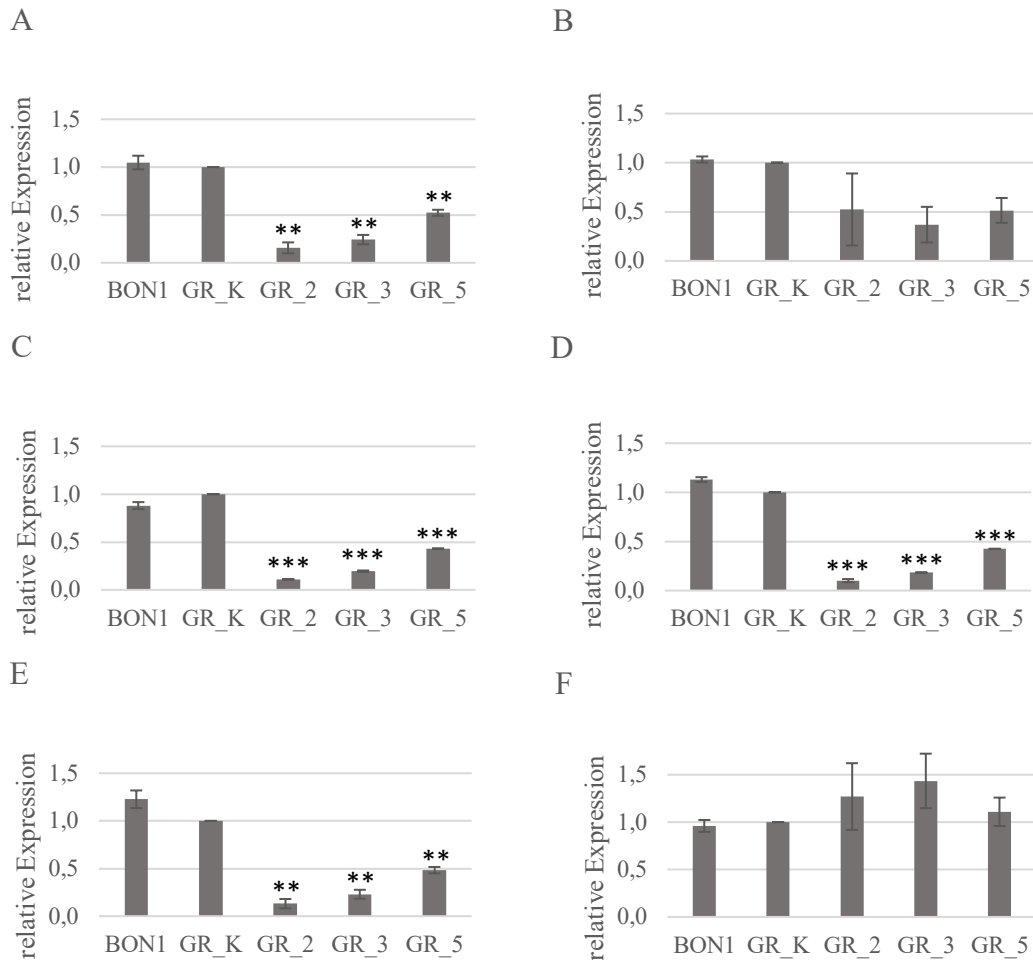 A
relative Expression
1,5
1,0
0,5
0,0
**
**
**
BON1 GR_K GR_2 GR_3 GR_5
B
relative Expression
1,5
1,0
0,5
0,0
BON1 GR_K GR_2 GR_3 GR_5
C
relative Expression
1,5
1,0
0,5
0,0
***
***
***
BON1 GR_K GR_2 GR_3 GR_5
D
relative Expression
1,5
1,0
0,5
0,0
***
***
***
BON1 GR_K GR_2 GR_3 GR_5
E
relative Expression
1,5
1,0
0,5
0,0
**
**
**
BON1 GR_K GR_2 GR_3 GR_5
F
relative Expression
1,5
1,0
0,5
0,0
BON1 GR_K GR_2 GR_3 GR_5